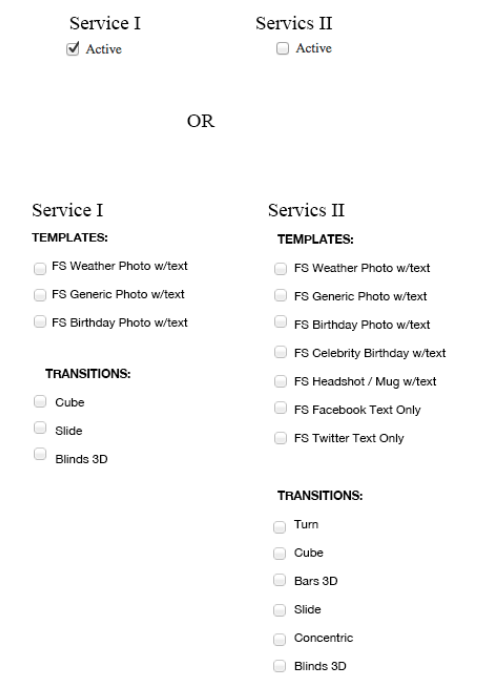 Service I
Servics II
Active
Active
OR
Service I
TEMPLATES:
FS Weather Photo w/text
FS Generic Photo w/text
FS Birthday Photo w/text
TRANSITIONS:
Cube
Slide
Blinds 3D
Servics II
TEMPLATES:
FS Weather Photo w/text
FS Generic Photo w/text
FS Birthday Photo w/text
FS Celebrity Birthday w/text
FS Headshot / Mug w/text
FS Facebook Text Only
FS Twitter Text Only
TRANSITIONS:
Turn
Cube
Bars 3D
Slide
Concentric
Blinds 3D